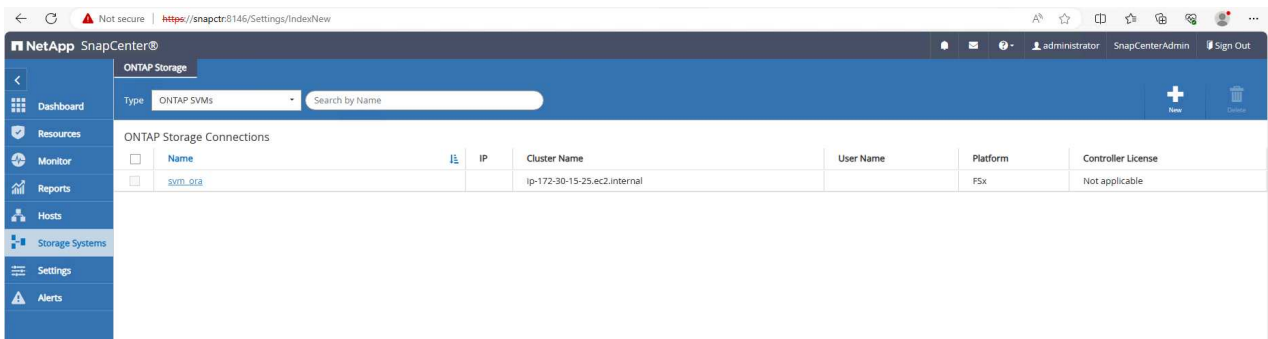 Not secure | https://snapctr:8146/Settings/IndexNew
NetApp SnapCenter® administrator SnapCenterAdmin Sign Out
ONTAP Storage
Type ONTAP SVMs Search by Name
New Delete
Dashboard
Resources
Monitor
Reports
Hosts
Storage Systems
Settings
Alerts
ONTAP Storage Connections
Name IP Cluster Name User Name Platform Controller License
svm_ora ip-172-30-15-25.ec2.internal FSx Not applicable